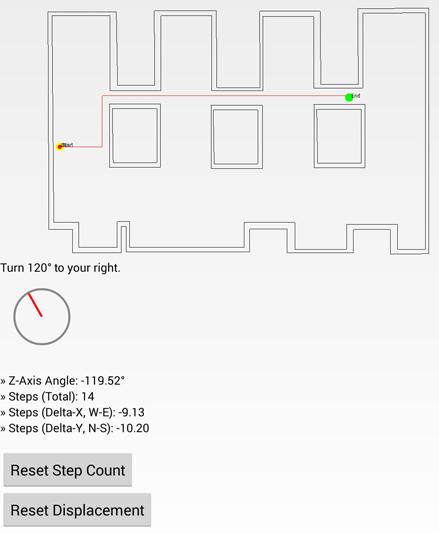 End
Turn 120° to your right.
» Z-Axis Angle: -119.52°
» Steps (Total): 14
» Steps (Delta-X, W-E): -9.13
» Steps (Delta-Y, N-S): -10.20
Reset Step Count
Reset Displacement